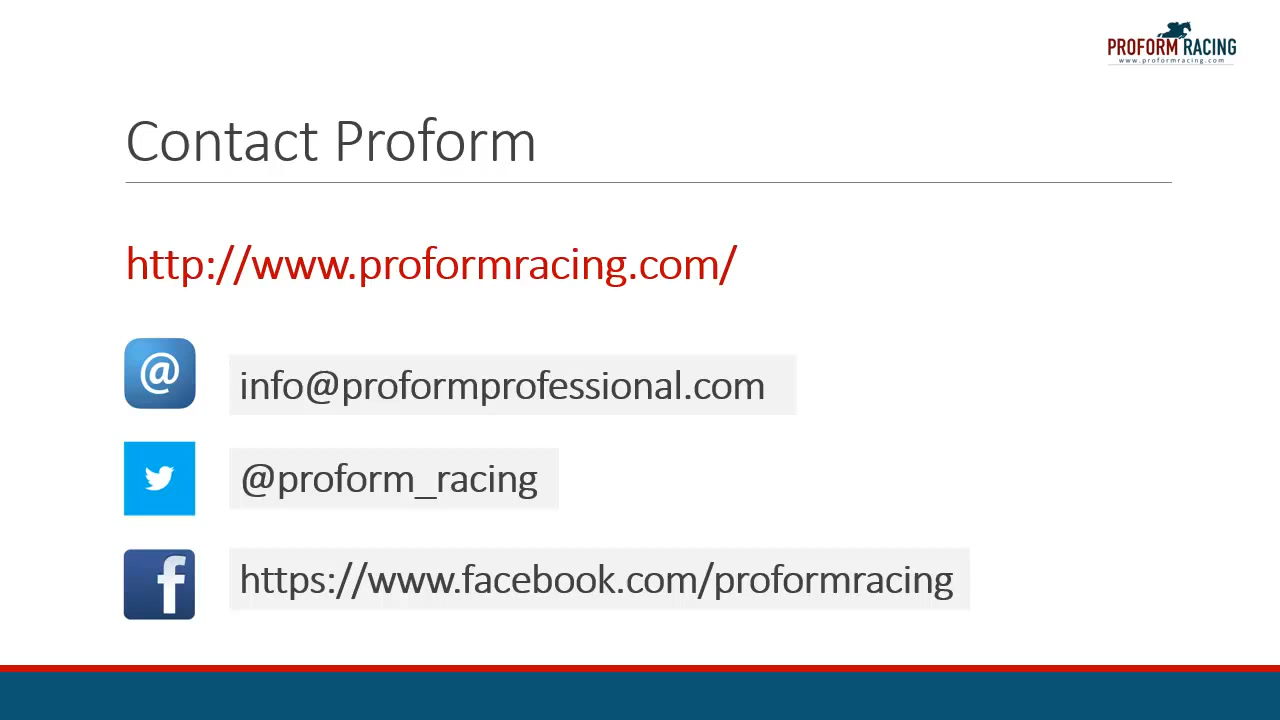 PROFORM RACING
www.proformracing.com
Contact Proform
http://www.proformracing.com/
@
info@proformprofessional.com
@proform_racing
f
https://www.facebook.com/proformracing